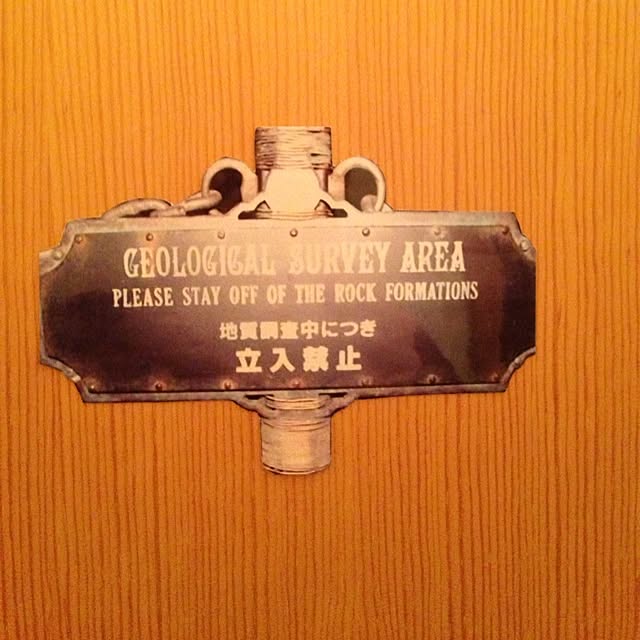 GEOLOGICAL SURVEY AREA
PLEASE STAY OFF OF THE ROCK FORMATIONS
地質調査中につき
立入禁止